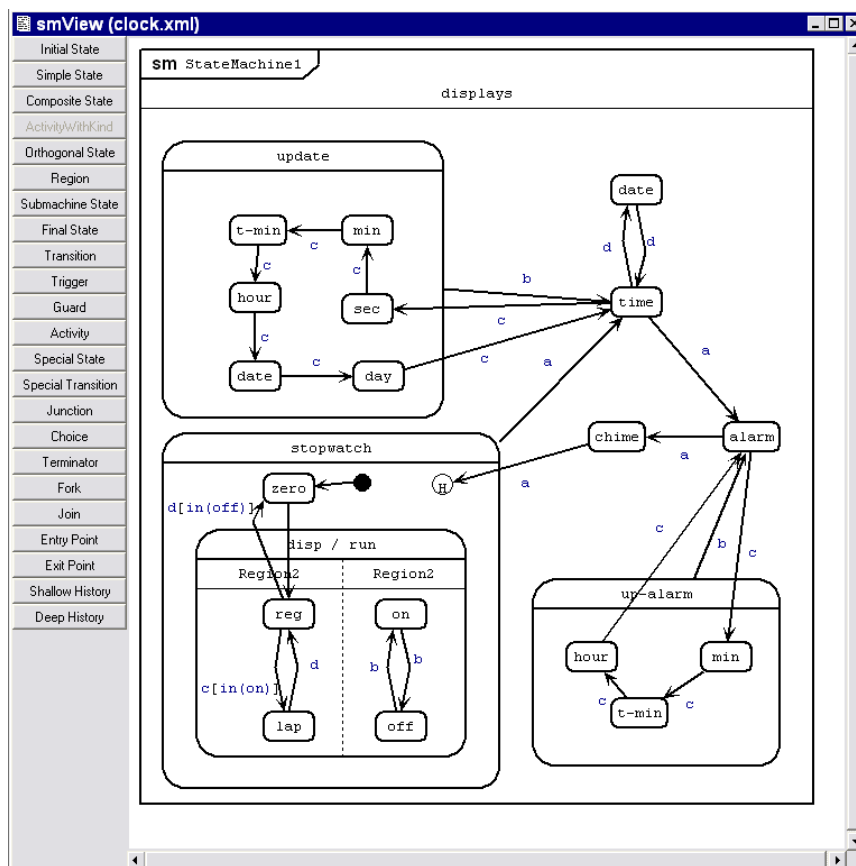 smView (clock.xml)
Initial State
Simple State
Composite State
ActivityWithKind
Orthogonal State
Region
Submachine State
Final State
Transition
Trigger
Guard
Activity
Special State
Special Transition
Junction
Choice
Terminator
Fork
Join
Entry Point
Exit Point
Shallow History
Deep History
sm StateMachine1
displays
update
date
t-min
c
min
d
d
c
c
b
hour
sec
time
c
c
date
c
day
c
a
a
stopwatch
chime
a
alarm
zero
H
a
d[in(off)]
c
b
c
disp / run
Region2
Region2
up-alarm
reg
on
hour
min
c[in(on)]
d
b
b
c
t-min
c
lap
off